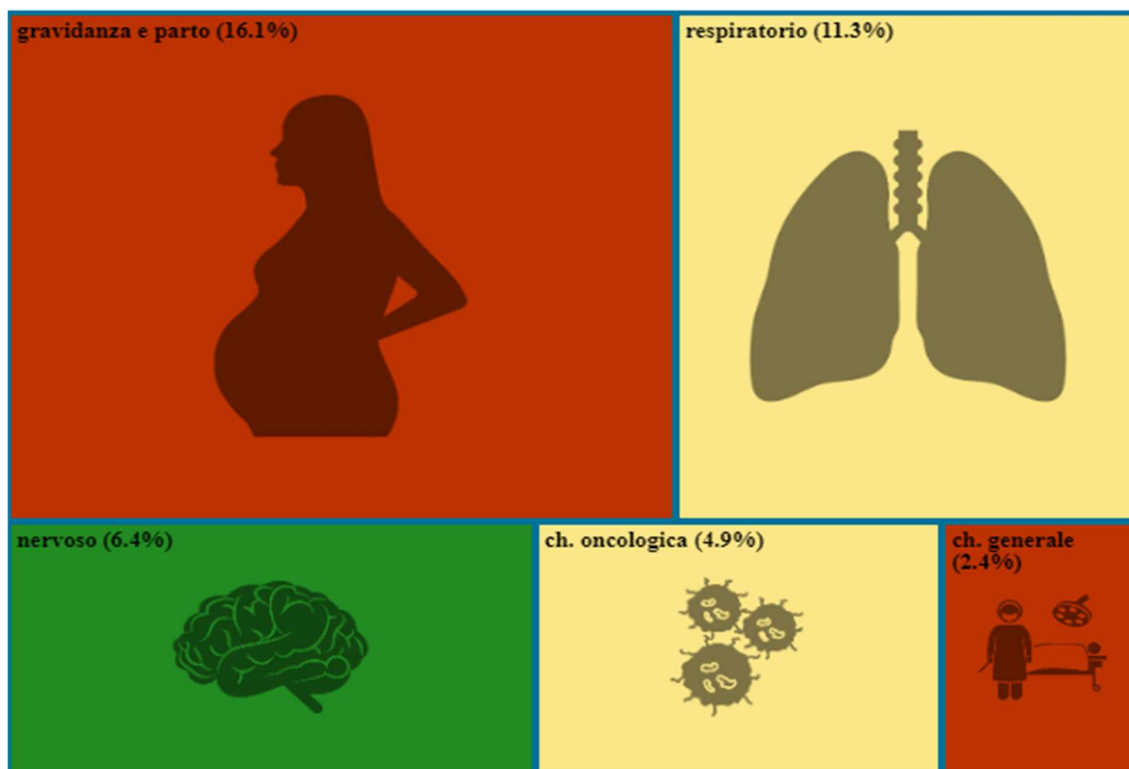 gravidanza e parto (16.1%)
respiratorio (11.3%)
nervoso (6.4%)
ch. oncologica (4.9%)
ch. generale
(2.4%)